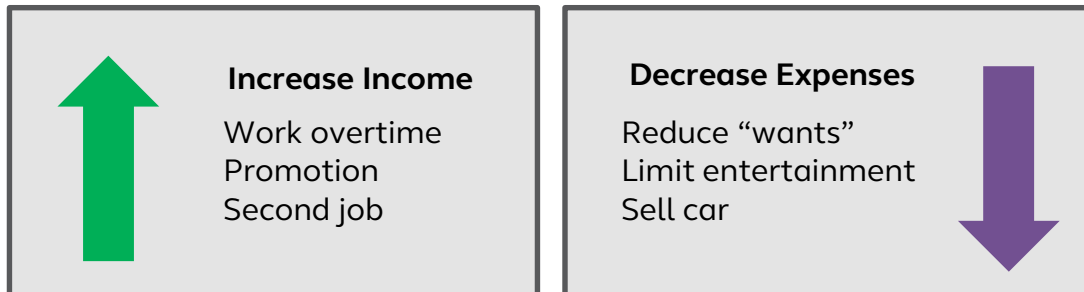 Increase Income
Work overtime
Promotion
Second job
Decrease Expenses
Reduce “wants”
Limit entertainment
Sell car